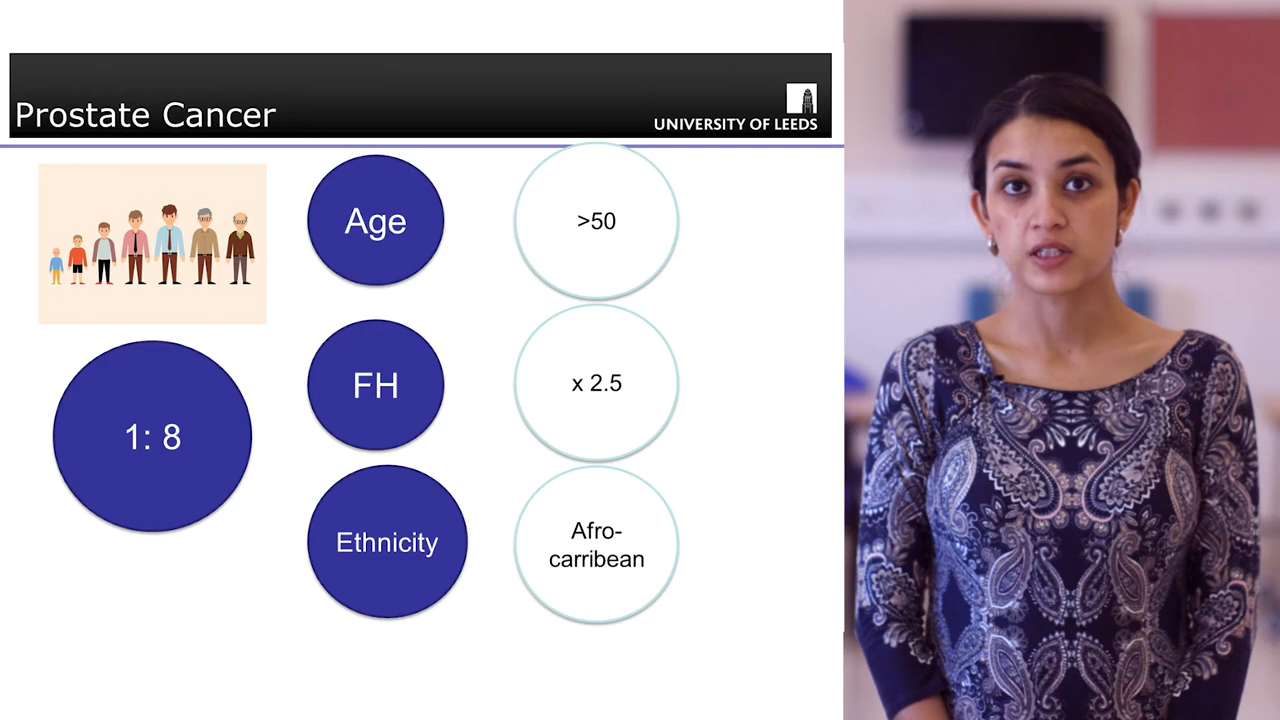 Prostate Cancer
UNIVERSITY OF LEEDS
Age
>50
FH
x 2.5
1: 8
Ethnicity
Afro-
carribean